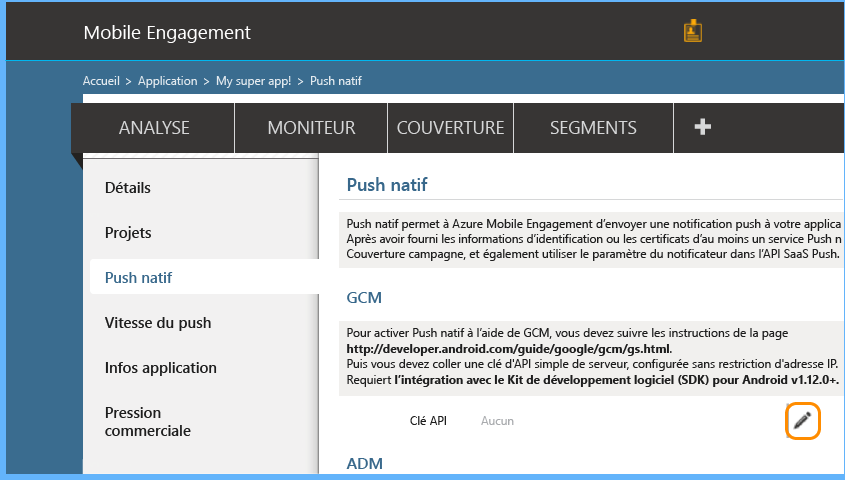 Mobile Engagement
Accueil > Application > My super app! > Push natif
ANALYSE MONITEUR COUVERTURE SEGMENTS
Détails
Projets
Push natif
Vitesse du push
Infos application
Pression
commerciale
Push natif
Push natif permet à Azure Mobile Engagement d'envoyer une notification push à votre applica
Après avoir fourni les informations d'identification ou les certificats d'au moins un service Push n
Couverture campagne, et également utiliser le paramètre du notificateur dans l'API SaaS Push.
GCM
Pour activer Push natif à l'aide de GCM, vous devez suivre les instructions de la page
http://developer.android.com/guide/google/gcm/gs.html.
Puis vous devez coller une clé d'API simple de serveur, configurée sans restriction d'adresse IP.
Requiert l'intégration avec le Kit de développement logiciel (SDK) pour Android v1.12.0+.
Clé API Aucun
ADM